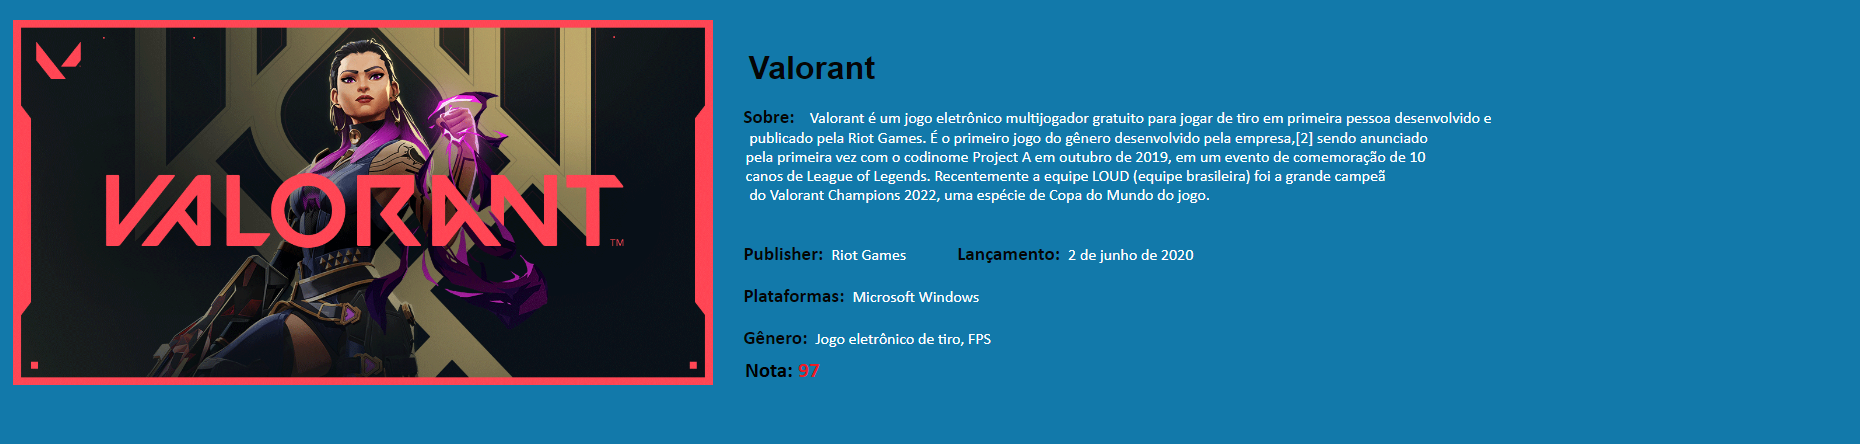 VALORANT
TM
Valorant
Sobre: Valorant é um jogo eletrônico multijogador gratuito para jogar de tiro em primeira pessoa desenvolvido e
publicado pela Riot Games. É o primeiro jogo do gênero desenvolvido pela empresa,[2] sendo anunciado
pela primeira vez com o codinome Project A em outubro de 2019, em um evento de comemoração de 10
canos de League of Legends. Recentemente a equipe LOUD (equipe brasileira) foi a grande campeã
do Valorant Champions 2022, uma espécie de Copa do Mundo do jogo.
Publisher: Riot Games Lançamento: 2 de junho de 2020
Plataformas: Microsoft Windows
Gênero: Jogo eletrônico de tiro, FPS
Nota: 97